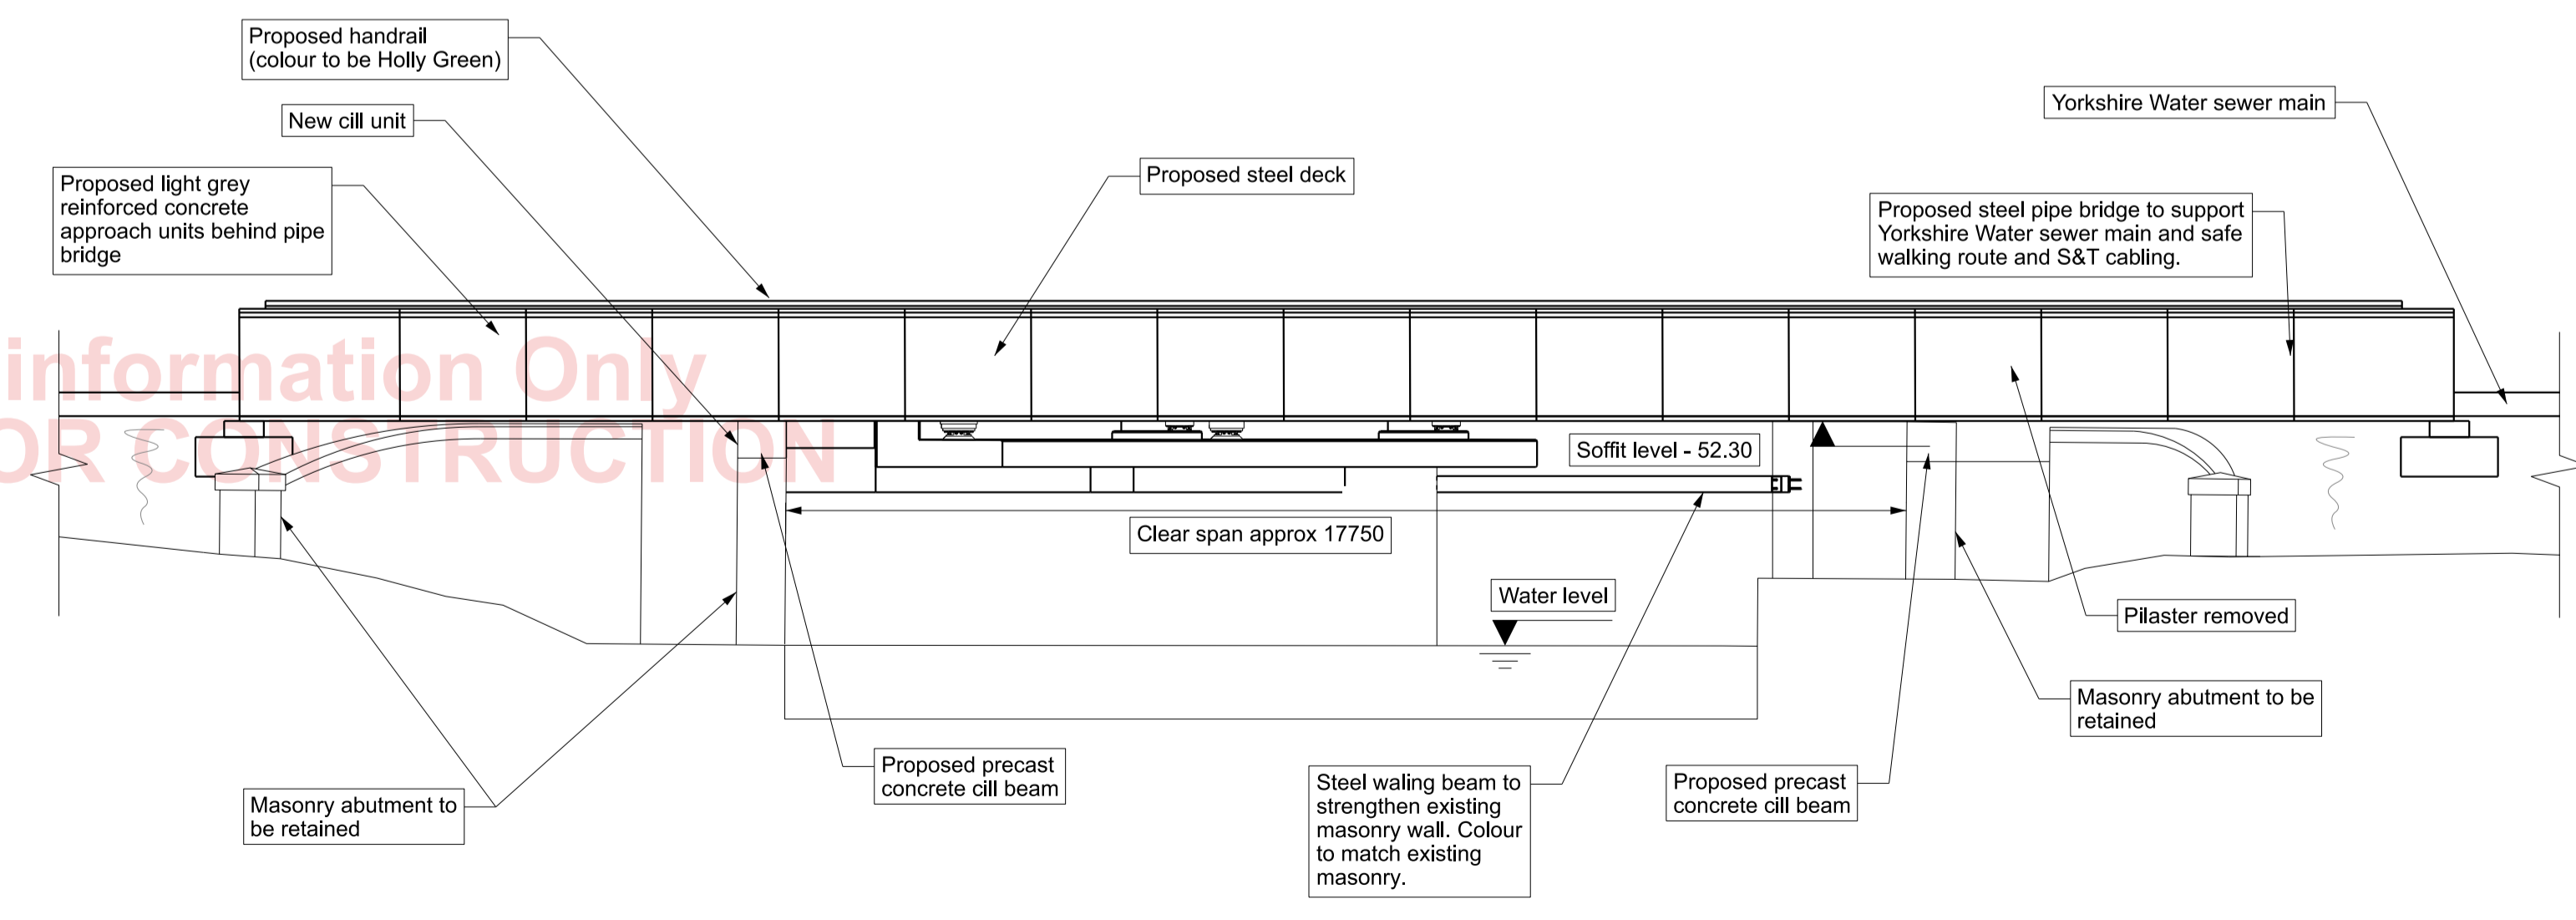 Proposed handrail
(colour to be Holly Green)
New cill unit
Proposed light grey
reinforced concrete
approach units behind pipe
bridge
Proposed steel deck
Yorkshire Water sewer main
Proposed steel pipe bridge to support
Yorkshire Water sewer main and safe
walking route and S&T cabling.
information Only
OR CONSTRUCTION
Soffit level - 52.30
Clear span approx 17750
Water level
Pilaster removed
Masonry abutment to be
retained
Masonry abutment to
be retained
Proposed precast
concrete cill beam
Steel waling beam to
strengthen existing
masonry wall. Colour
to match existing
masonry.
Proposed precast
concrete cill beam